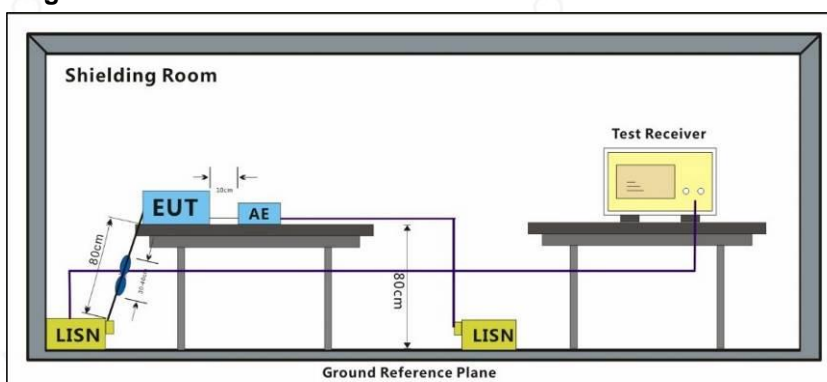 Shielding Room
Test Receiver
10cm
EUT
AE
80cm
80cm
LISN
LISN
Ground Reference Plane